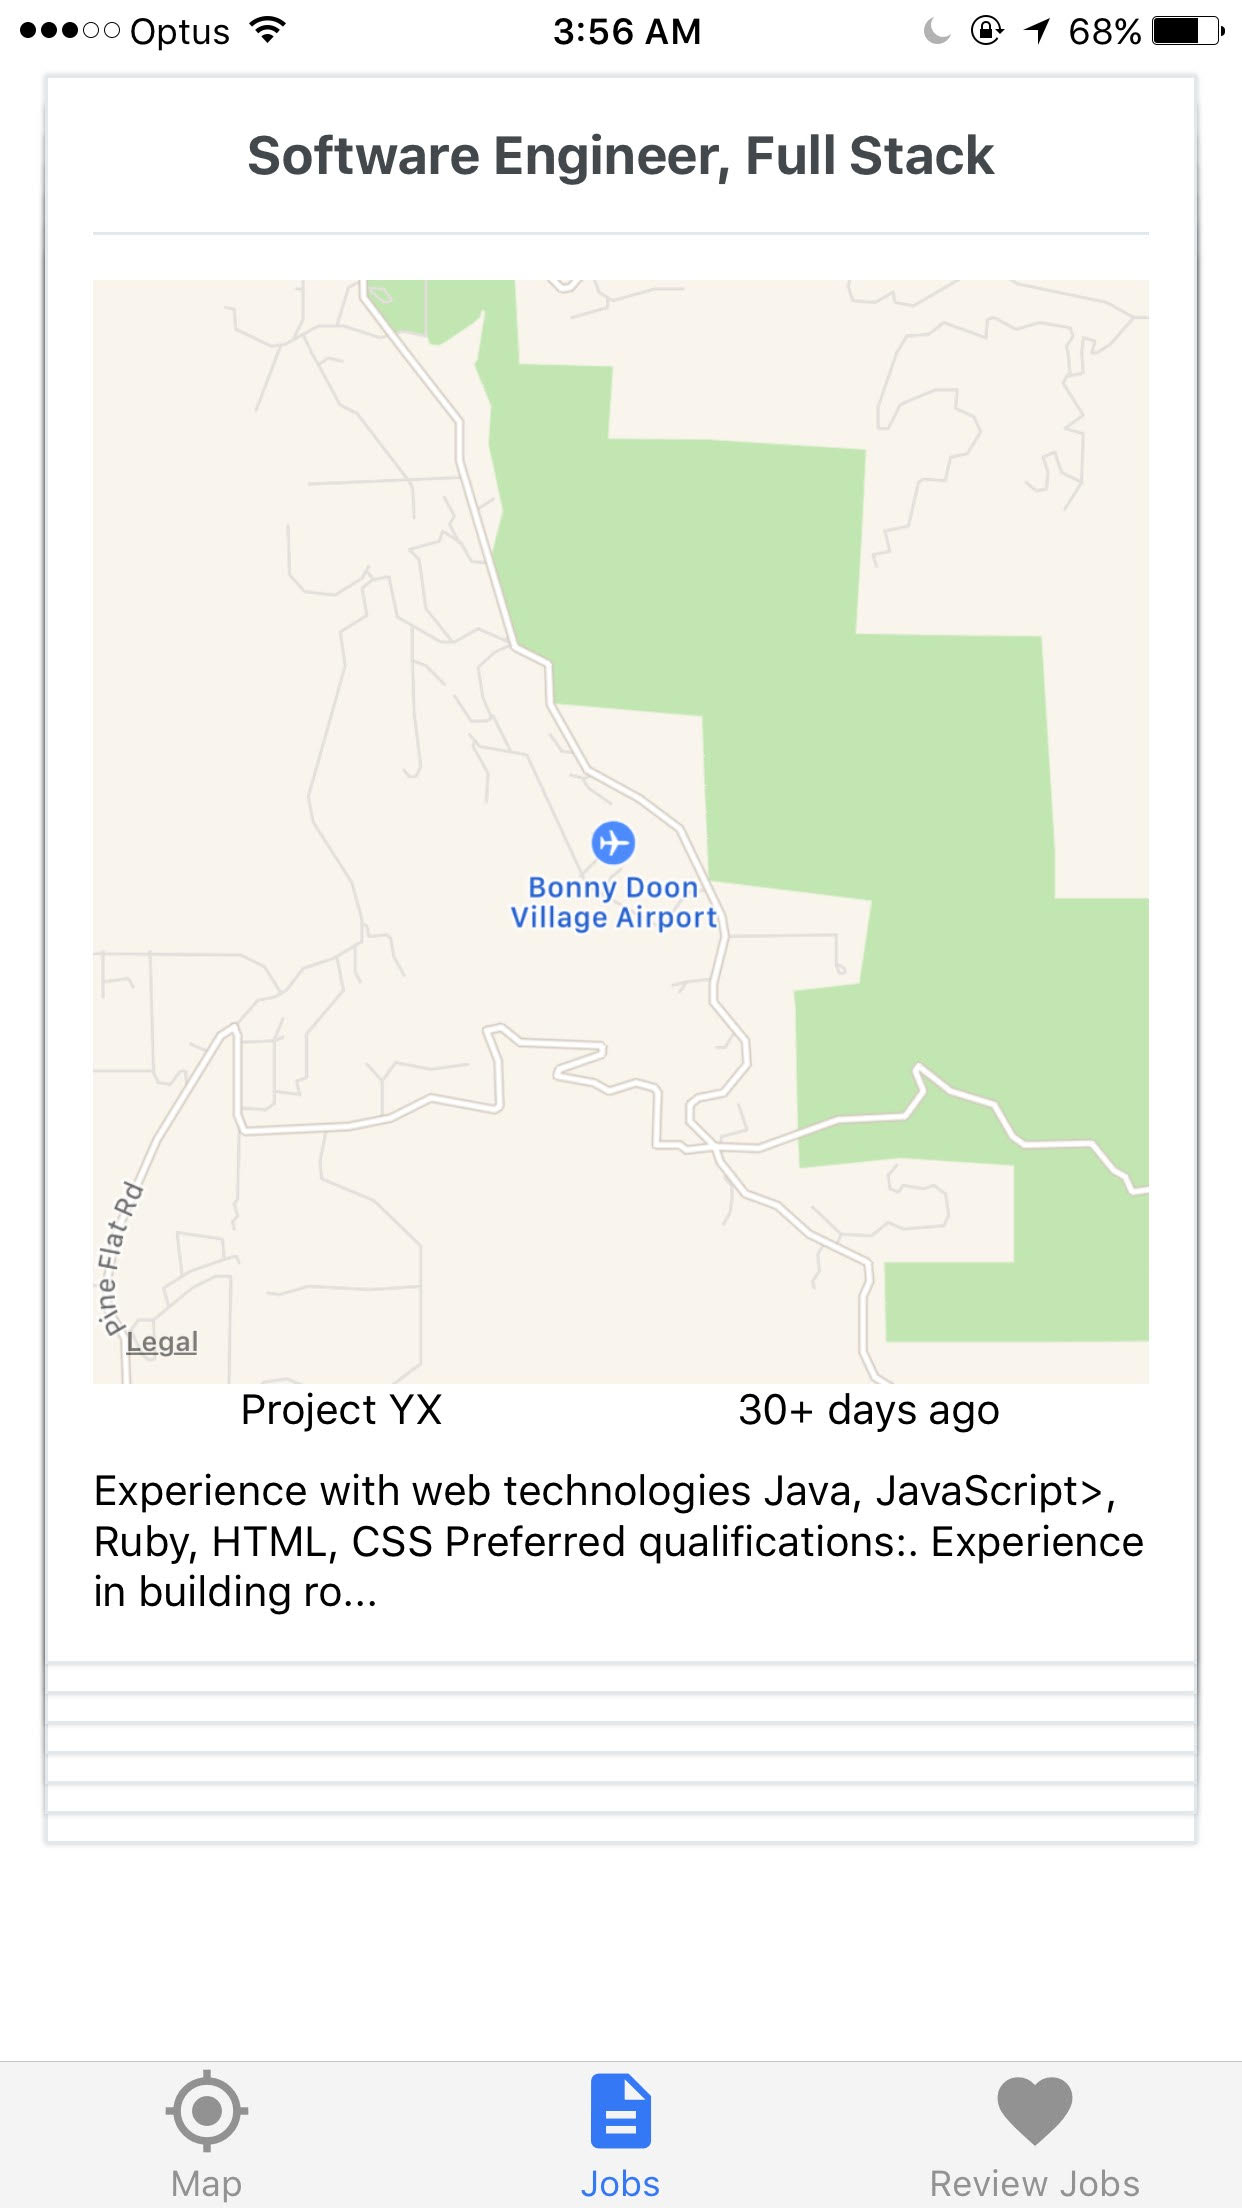 Optus 3:56 AM 68%
Software Engineer, Full Stack
Bonny Doon
Village Airport
Pine Flat Rd
Legal
Project YX 30+ days ago
Experience with web technologies Java, JavaScript>,
Ruby, HTML, CSS Preferred qualifications:. Experience
in building ro...
Map Jobs Review Jobs